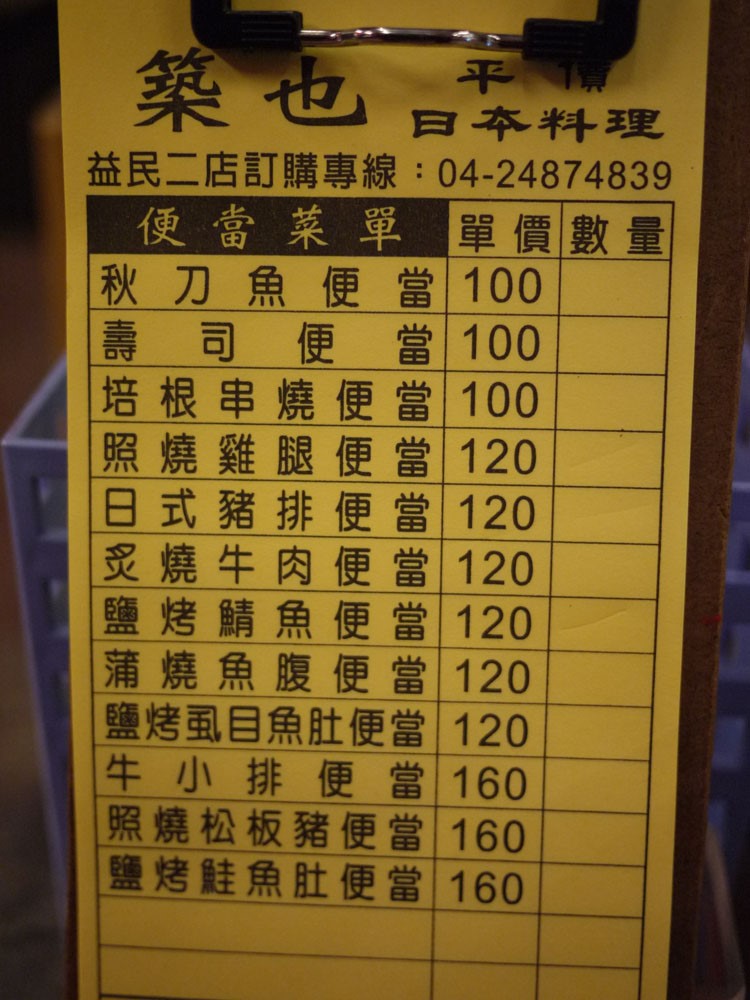 築也 平價
日本料理
益民二店訂購專線：04-24874839
便當菜單 單價 數量
秋刀魚便當 100
壽司便當 100
培根串燒便當 100
照燒雞腿便當 120
日式豬排便當 120
炙燒牛肉便當 120
鹽烤鯖魚便當 120
蒲燒魚腹便當 120
鹽烤虱目魚肚便當 120
牛小排便當 160
照燒松板豬便當 160
鹽烤鮭魚肚便當 160